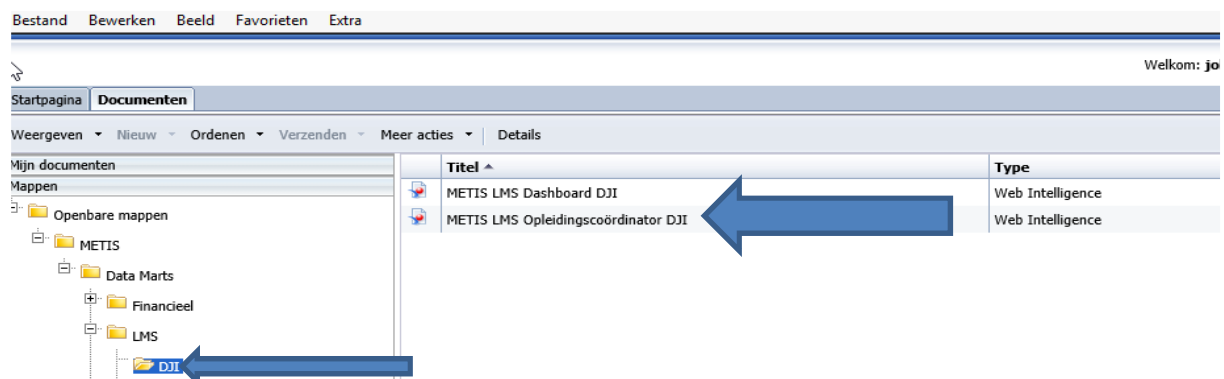 Bestand Bewerken Beeld Favorieten Extra
Welkom:
Startpagina Documenten
Weergeven Nieuw Ordenen Verzenden Meer acties Details
Mijn documenten
Titel Type
Mappen
METIS LMS Dashboard DJI Web Intelligence
Openbare mappen
METIS LMS Opleidingscoördinator DJI Web Intelligence
METIS
Data Marts
Financieel
LMS
DJI